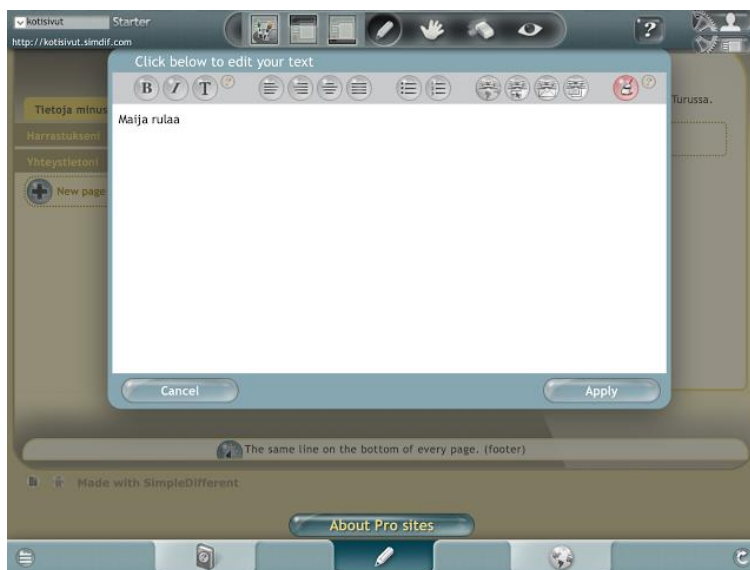 kotisivut Starter
http://kotisivut.simdif.com
?
Click below to edit your text
B I T ? ?
Maija rulaa
Turussa.
Tietoja minus
Harrastukseni
Yhteystietoni
New page
Cancel Apply
The same line on the bottom of every page. (footer)
Made with SimpleDifferent
About Pro sites
?